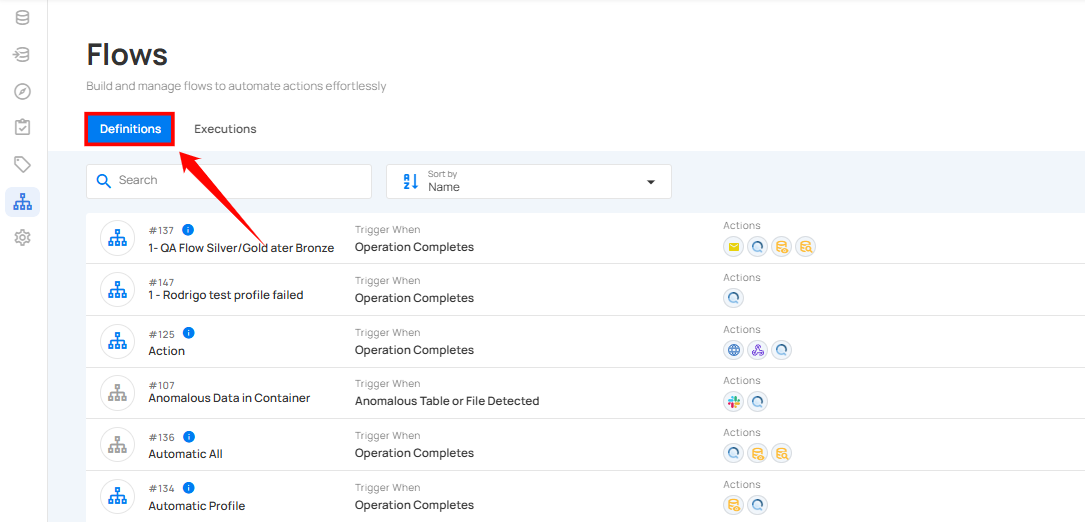 Flows
Build and manage flows to automate actions effortlessly
Definitions
Executions
Search
Sort by
Name
#137
1- QA Flow Silver/Gold ater Bronze
Trigger When
Operation Completes
Actions
#147
1 - Rodrigo test profile failed
Trigger When
Operation Completes
Actions
#125
Action
Trigger When
Operation Completes
Actions
#107
Anomalous Data in Container
Trigger When
Anomalous Table or File Detected
Actions
#136
Automatic All
Trigger When
Operation Completes
Actions
#134
Automatic Profile
Trigger When
Operation Completes
Actions